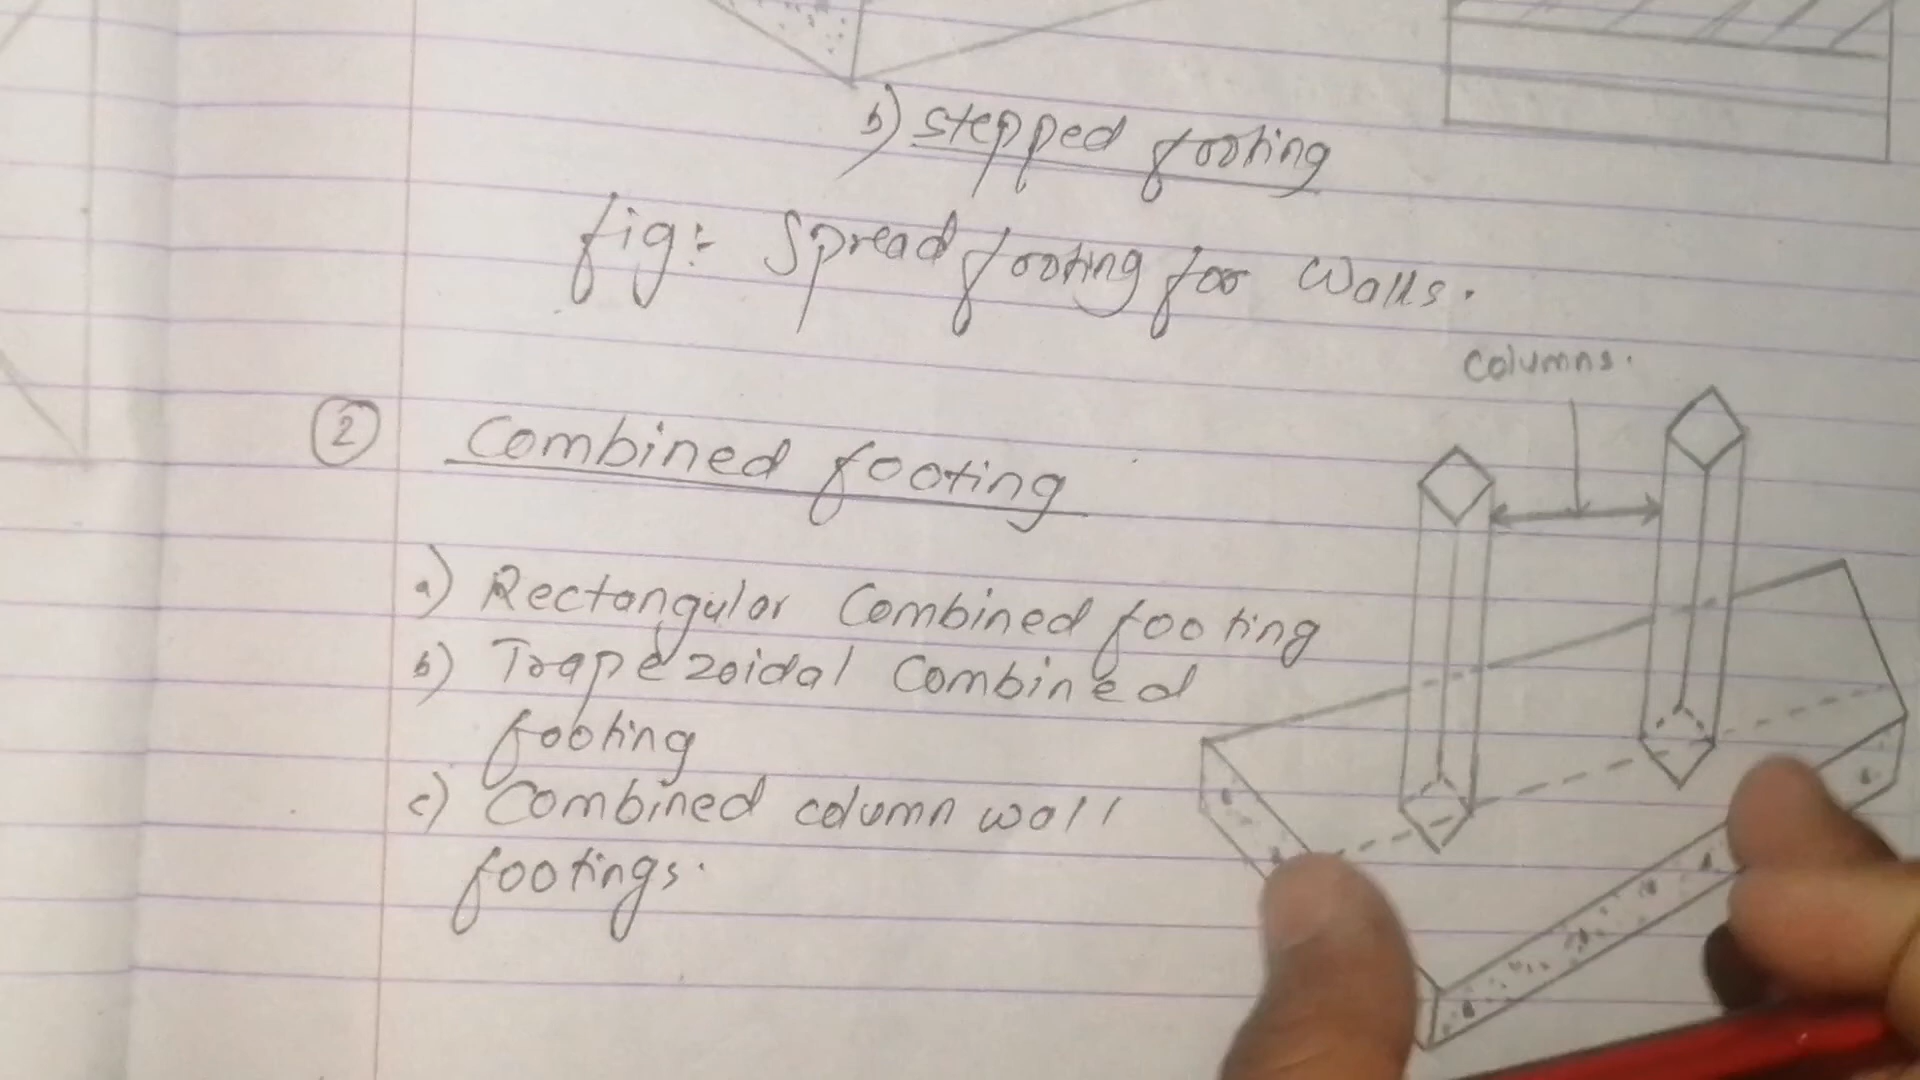 b) stepped footing
fig:- Spread footing for Walls.
Columns.
2 Combined footing
a) Rectangular Combined footing
b) Trapezoidal Combined
footing
c) Combined column wall
footings.